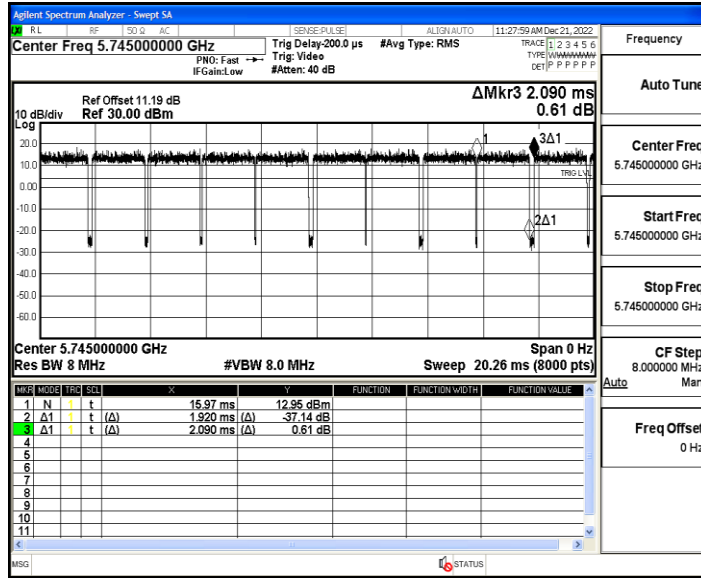 Agilent Spectrum Analyzer - Swept SA
RL RF 50 Ω AC SENSE:PULSE ALIGN AUTO 11:27:59 AM Dec 21, 2022
Center Freq 5.745000000 GHz
PNO: Fast
IFGain:Low
Trig Delay-200.0 µs
Trig: Video
#Atten: 40 dB
#Avg Type: RMS
TRACE 1 2 3 4 5 6
TYPE
DET P P P P P P
Ref Offset 11.19 dB
10 dB/div Ref 30.00 dBm
ΔMkr3 2.090 ms
0.61 dB
Log
20.0
10.0
0.00
-10.0
-20.0
-30.0
-40.0
-50.0
-60.0
1
3Δ1
TRIG LVL
2Δ1
Center 5.745000000 GHz Span 0 Hz
Res BW 8 MHz #VBW 8.0 MHz Sweep 20.26 ms (8000 pts)
MKR MODE TRC SCL X Y FUNCTION FUNCTION WIDTH FUNCTION VALUE
1 N 1 t 15.97 ms 12.95 dBm
2 Δ1 1 t (Δ) 1.920 ms (Δ) -37.14 dB
3 Δ1 1 t (Δ) 2.090 ms (Δ) 0.61 dB
4
5
6
7
8
9
10
11
MSG STATUS
Frequency
Auto Tune
Center Freq
5.745000000 GHz
Start Freq
5.745000000 GHz
Stop Freq
5.745000000 GHz
CF Step
8.000000 MHz
Auto Man
Freq Offset
0 Hz